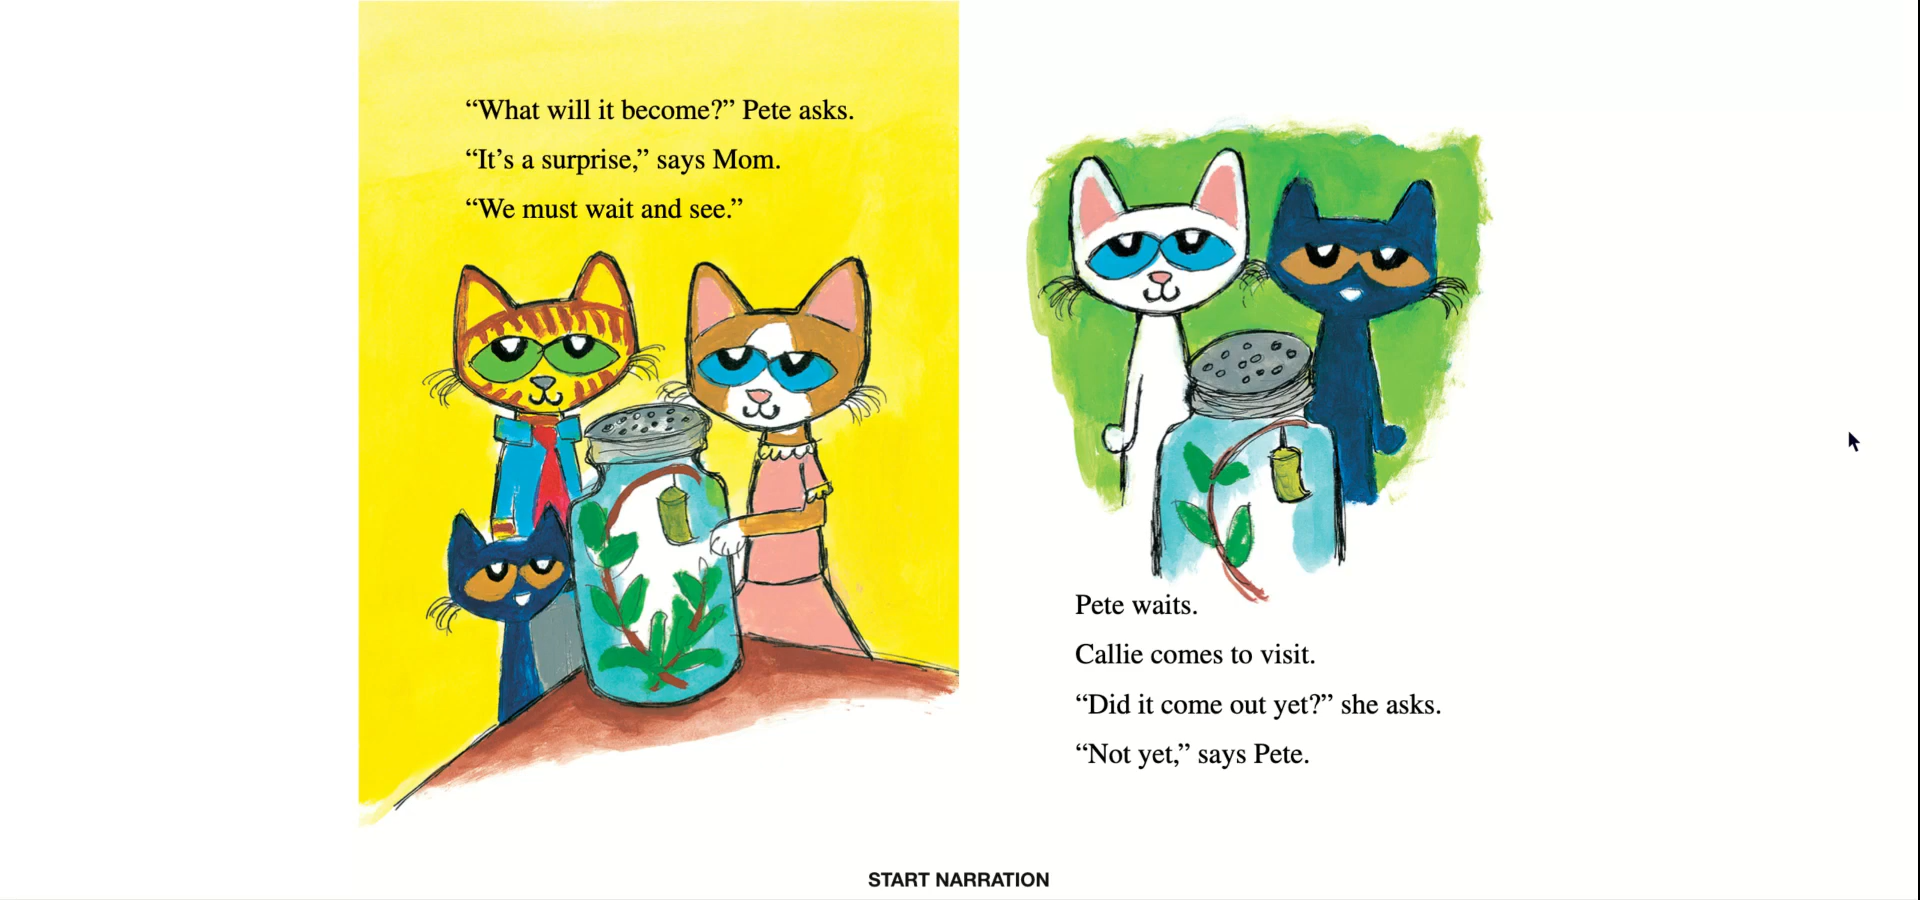 “What will it become?” Pete asks.
“It’s a surprise,” says Mom.
“We must wait and see.”
Pete waits.
Callie comes to visit.
“Did it come out yet?” she asks.
“Not yet,” says Pete.
START NARRATION